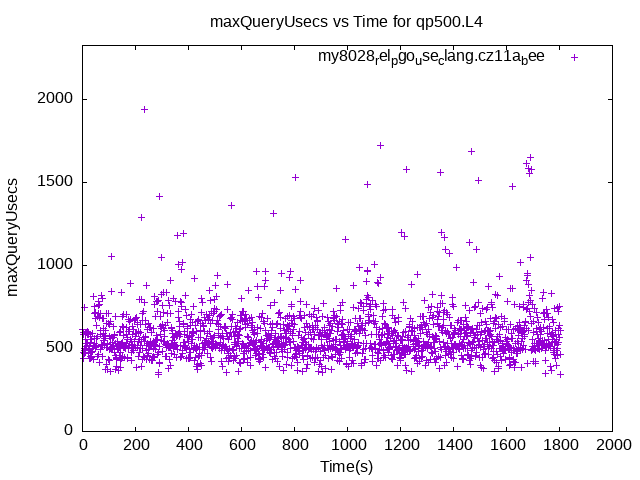 maxQueryUsecs vs Time for qp500.L4
my8028relpgouseclang.cz11abee
maxQueryUsecs
2000
1500
1000
500
0
0 200 400 600 800 1000 1200 1400 1600 1800 2000
Time(s)